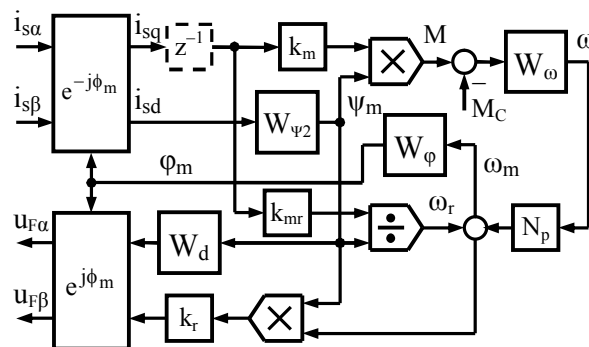 i_sα i_sq z^-1 k_m × M W_ω ω
e^-jϕ_m
i_sβ i_sd W_Ψ2 ψ_m − M_C
φ_m W_φ ω_m
k_mr ÷ ω_r N_p
u_Fα W_d
e^jϕ_m
u_Fβ k_r ×